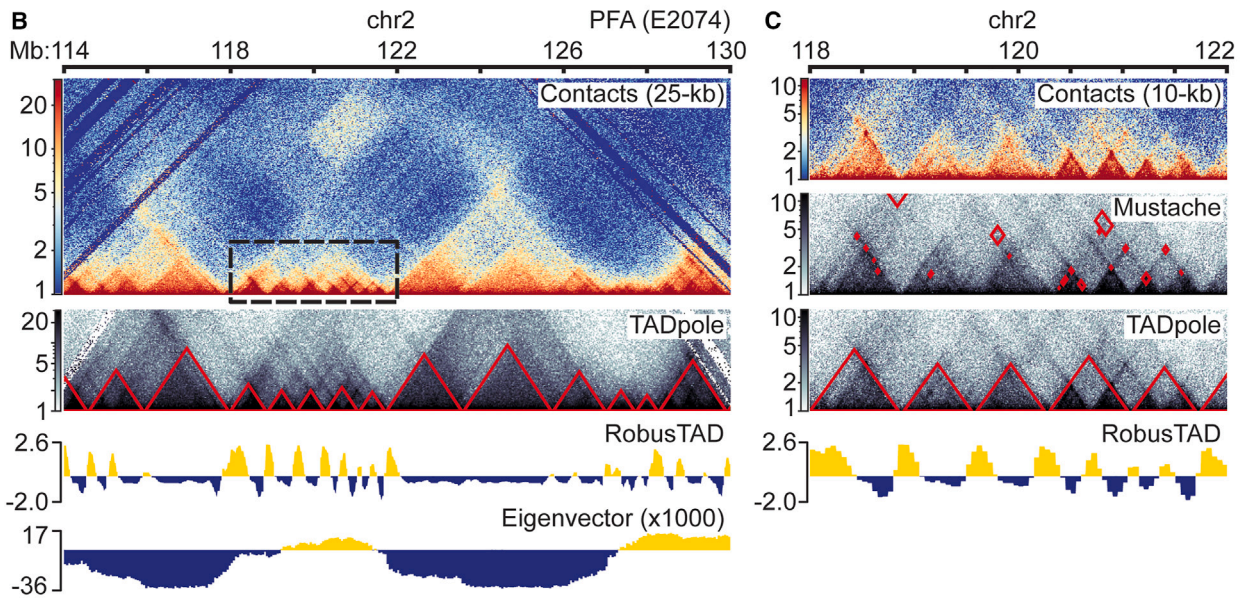 B chr2 PFA (E2074)
Mb: 114 118 122 126 130
Contacts (25-kb)
20
10
5
2
1
TADpole
20
5
2
1
RobusTAD
2.6
-2.0
Eigenvector (x1000)
17
-36
C chr2
118 120 122
Contacts (10-kb)
10
5
2
1
Mustache
10
5
2
1
TADpole
10
5
2
1
RobusTAD
2.6
-2.0